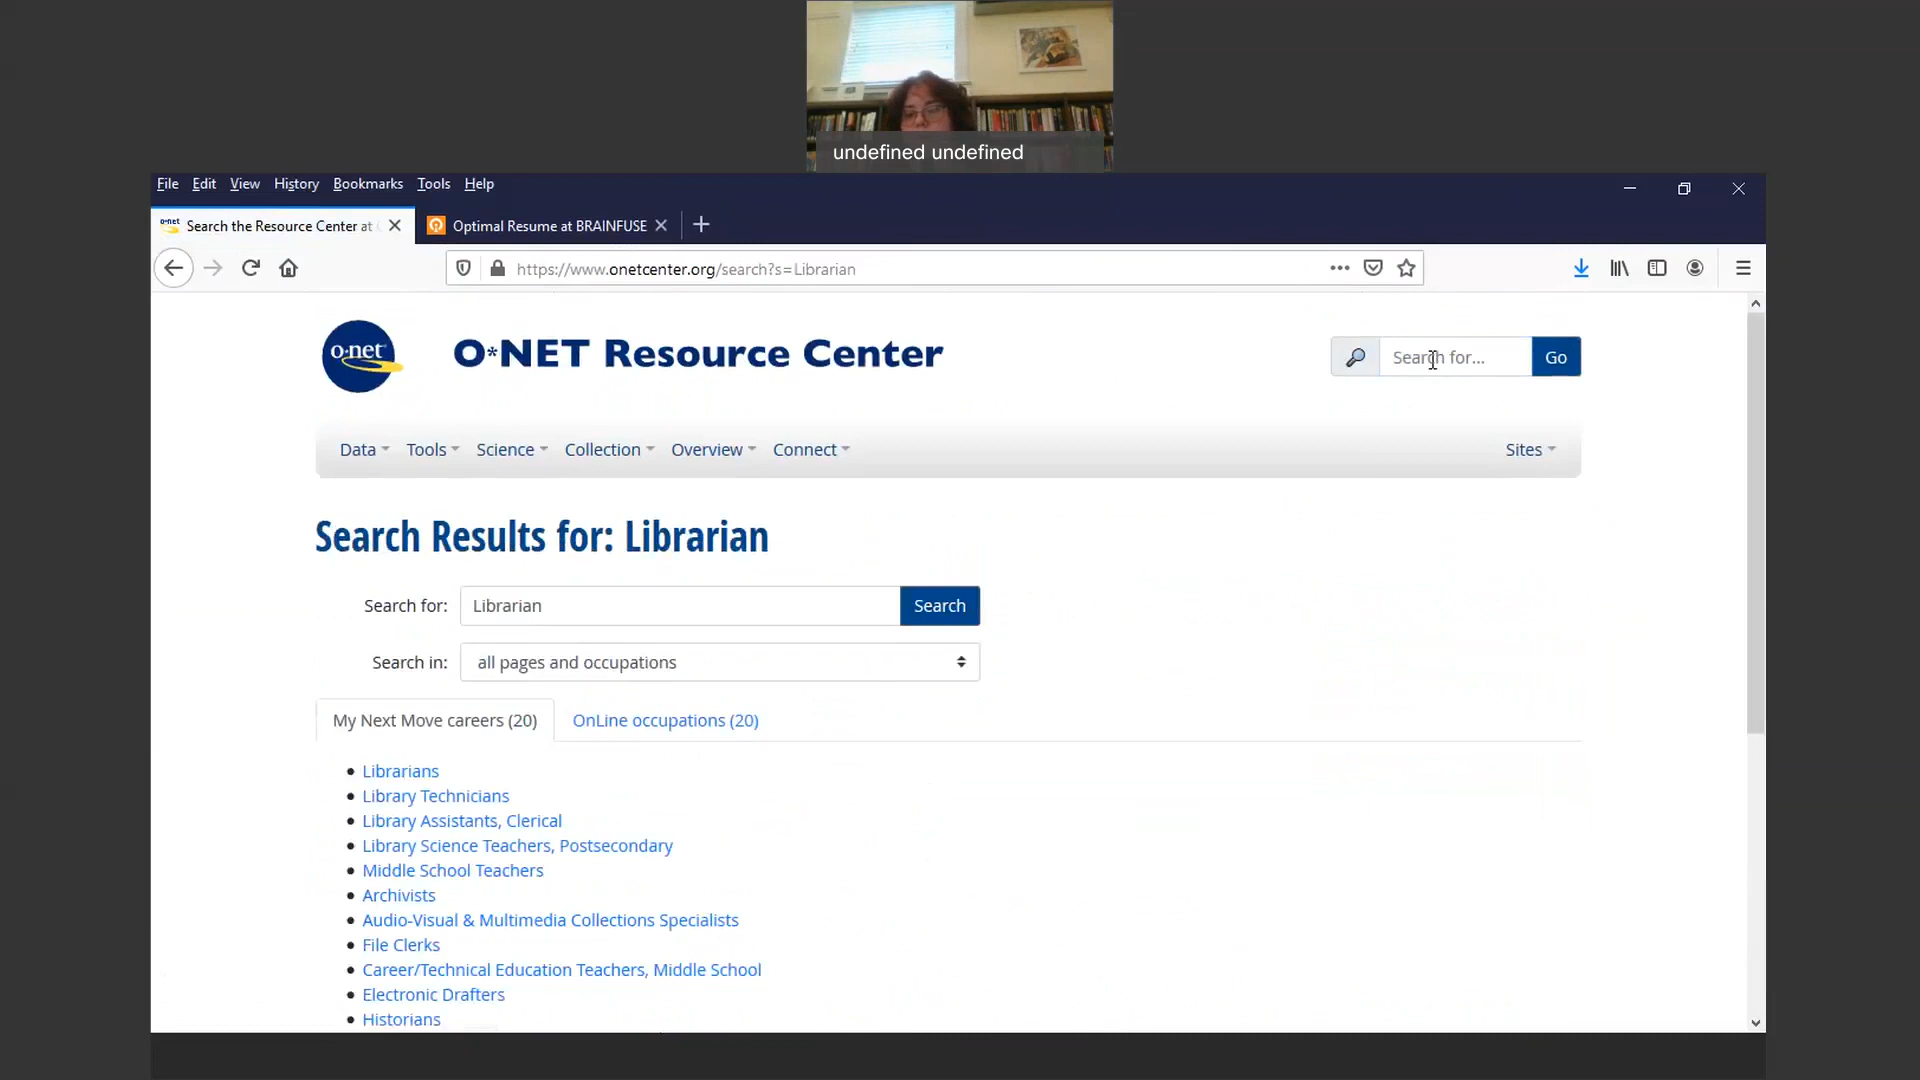 undefined undefined
File Edit View History Bookmarks Tools Help
o·net Search the Resource Center at
Optimal Resume at BRAINFUSE
https://www.onetcenter.org/search?s=Librarian
o·net
O*NET Resource Center
Search for...
Go
Data Tools Science Collection Overview Connect Sites
Search Results for: Librarian
Search for: Librarian Search
Search in: all pages and occupations
My Next Move careers (20) OnLine occupations (20)
Librarians
Library Technicians
Library Assistants, Clerical
Library Science Teachers, Postsecondary
Middle School Teachers
Archivists
Audio-Visual & Multimedia Collections Specialists
File Clerks
Career/Technical Education Teachers, Middle School
Electronic Drafters
Historians